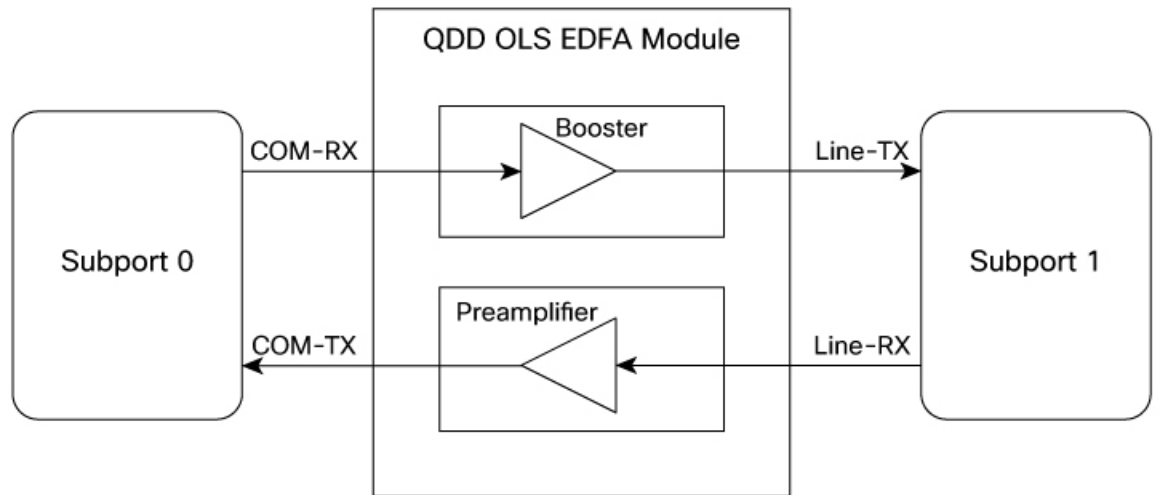 QDD OLS EDFA Module
Booster
COM-RX
Line-TX
Subport 0
Subport 1
Preamplifier
COM-TX
Line-RX